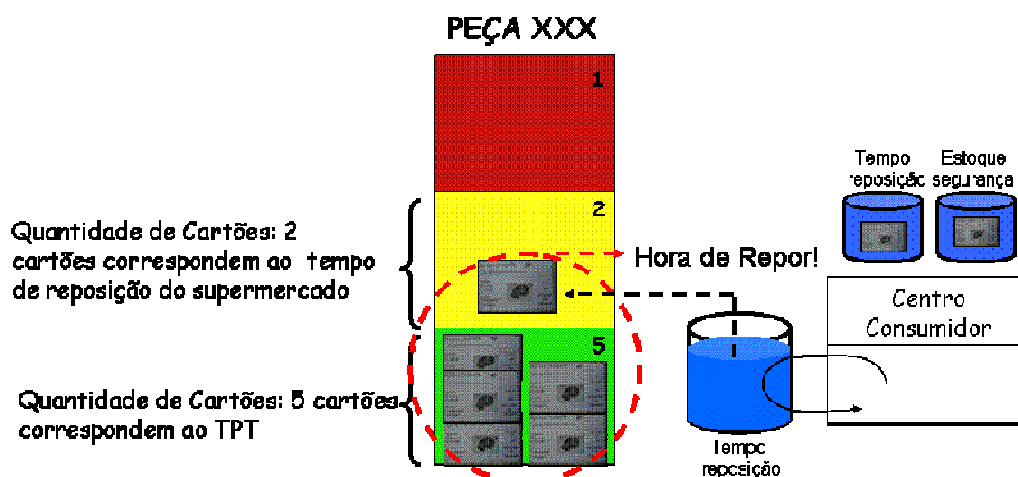 PEÇA XXX
1
2
Quantidade de Cartões: 2
cartões correspondem ao tempo
de reposição do supermercado
Hora de Repor!
Tempo
reposição
Estoque
segurança
Centro
Consumidor
5
Quantidade de Cartões: 5 cartões
correspondem ao TPT
Tempo
reposição